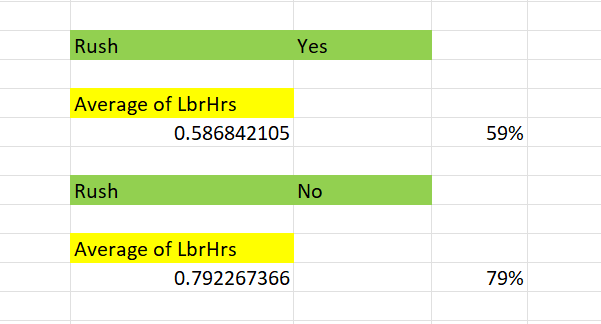 Rush Yes
Average of LbrHrs
0.586842105 59%
Rush No
Average of LbrHrs
0.792267366 79%